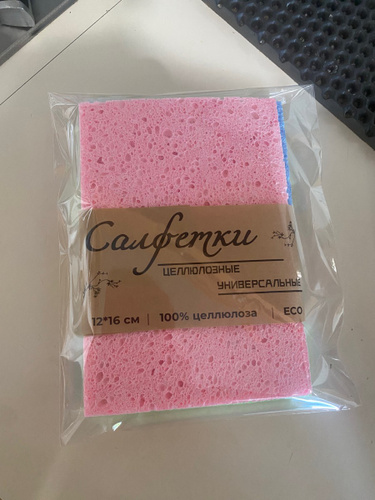 Салфетки
ЦЕЛЛЮЛОЗНЫЕ
УНИВЕРСАЛЬНЫЕ
12*16 см | 100% целлюлоза | ECO